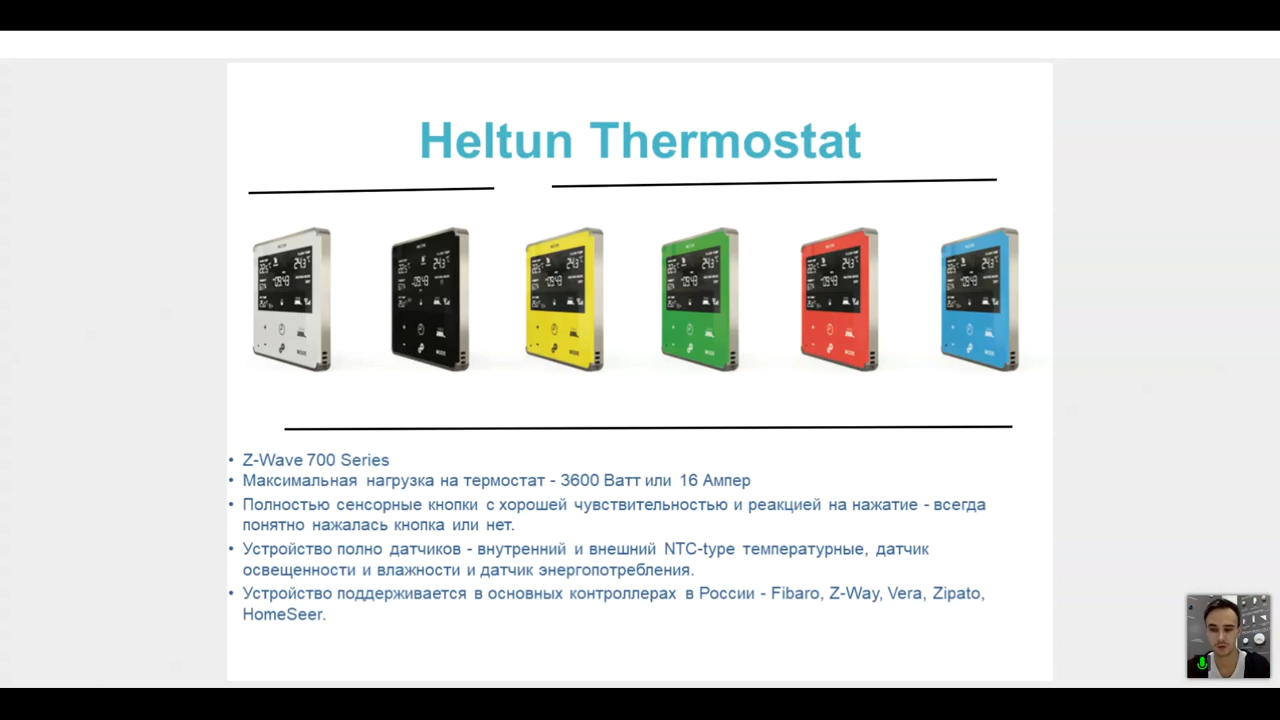 Heltun Thermostat
• Z-Wave 700 Series
• Максимальная нагрузка на термостат - 3600 Ватт или 16 Ампер
• Полностью сенсорные кнопки с хорошей чувствительностью и реакцией на нажатие - всегда
понятно нажалась кнопка или нет.
• Устройство полно датчиков - внутренний и внешний NTC-type температурные, датчик
освещенности и влажности и датчик энергопотребления.
• Устройство поддерживается в основных контроллерах в России - Fibaro, Z-Way, Vera, Zipato,
HomeSeer.